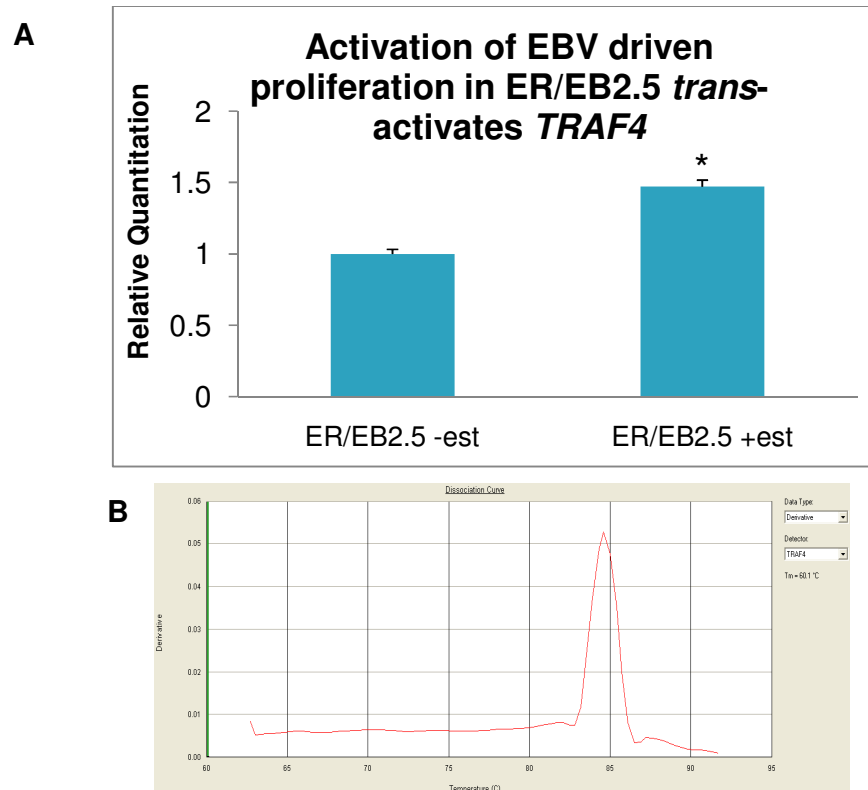 A
Activation of EBV driven
proliferation in ER/EB2.5 trans-
activates TRAF4
Relative Quantitation
2
1.5
1
0.5
0
*
ER/EB2.5 -est
ER/EB2.5 +est
B
Dissociation Curve
Derivative
0.06
0.05
0.04
0.03
0.02
0.01
0.00
60
65
70
75
80
85
90
95
Temperature (C)
Data Type:
Derivative
Detector:
TRAF4
Tm = 60.1 °C